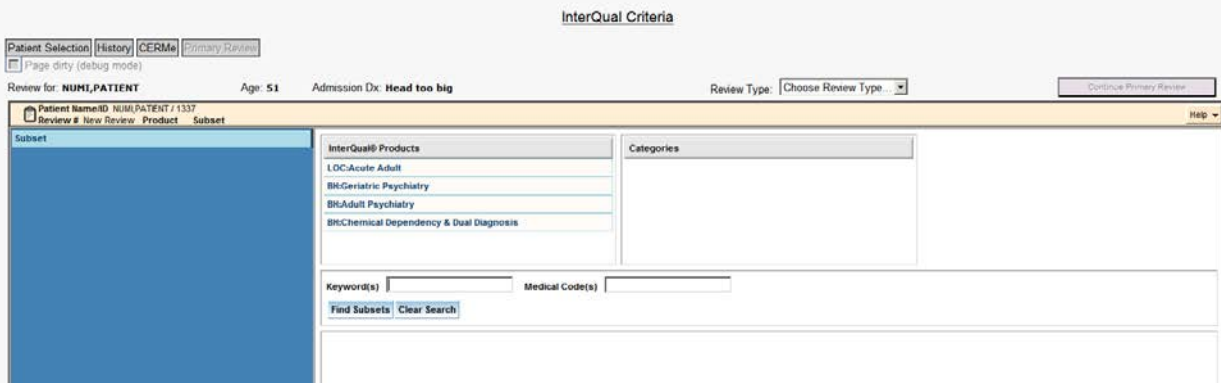 InterQual Criteria
Patient Selection History CERMe Primary Review
Page dirty (debug mode)
Review for: NUMI,PATIENT Age: 51 Admission Dx: Head too big Review Type: Choose Review Type... Continue Primary Review
Patient Name/ID NUMI,PATIENT / 1337
Review # New Review Product Subset Help
Subset
InterQual® Products Categories
LOC:Acute Adult
BH:Geriatric Psychiatry
BH:Adult Psychiatry
BH:Chemical Dependency & Dual Diagnosis
Keyword(s) Medical Code(s)
Find Subsets Clear Search